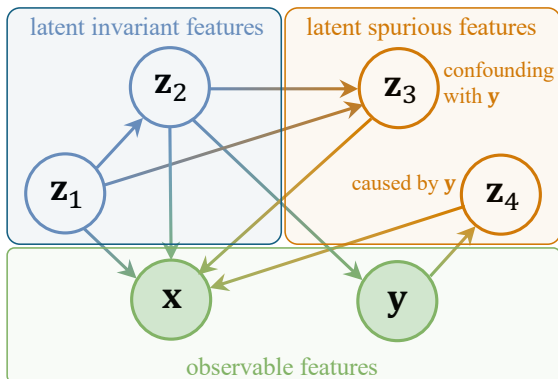 latent invariant features
latent spurious features
z₂
z₃
confounding
with y
z₁
caused by y
z₄
x
y
observable features